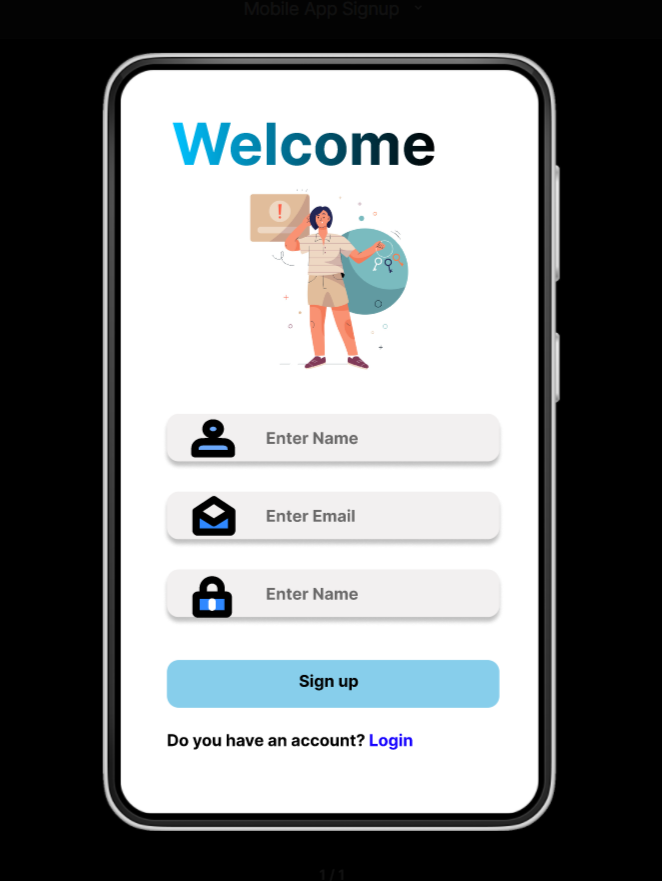 Mobile App Signup
Welcome
!
Enter Name
Enter Email
Enter Name
Sign up
Do you have an account? Login
1 / 1